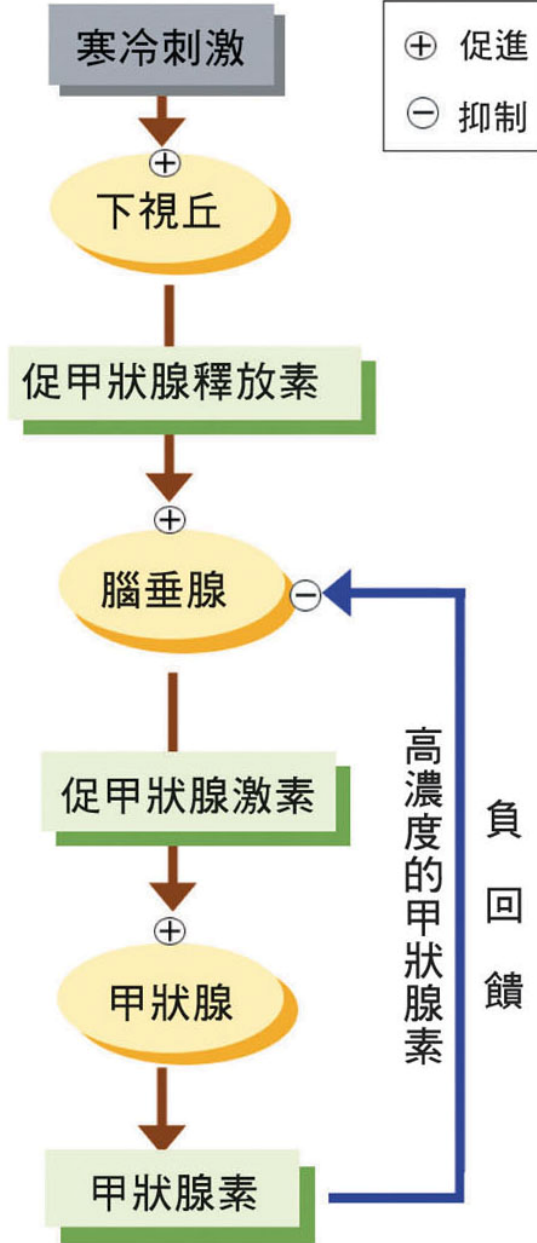 寒冷刺激
⊕ 促進
⊖ 抑制
⊕
下視丘
促甲狀腺釋放素
⊕
腦垂腺
⊖
促甲狀腺激素
高濃度的甲狀腺素
負回饋
⊕
甲狀腺
甲狀腺素